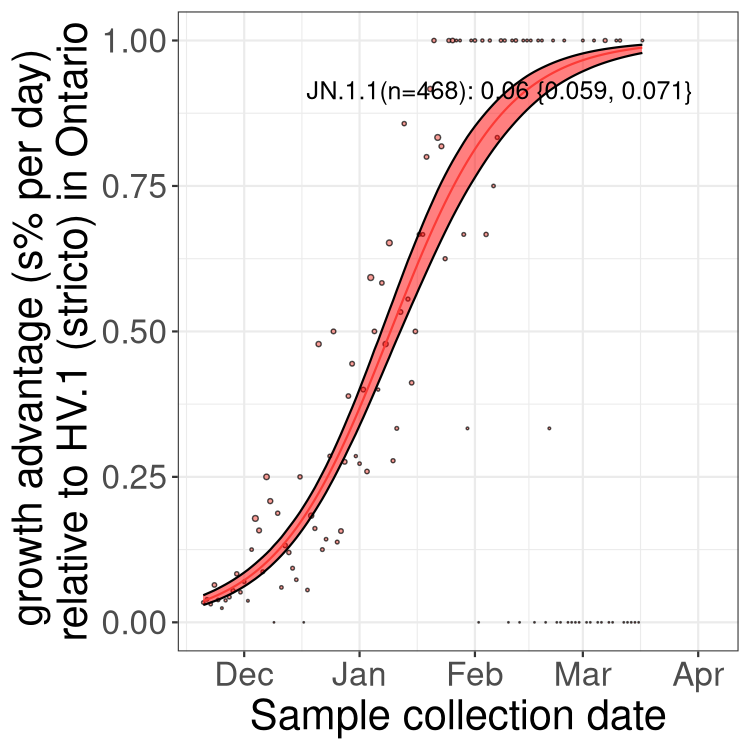 growth advantage (s% per day)
relative to HV.1 (stricto) in Ontario
1.00
0.75
0.50
0.25
0.00
JN.1.1(n=468): 0.06 {0.059, 0.071}
Dec Jan Feb Mar Apr
Sample collection date